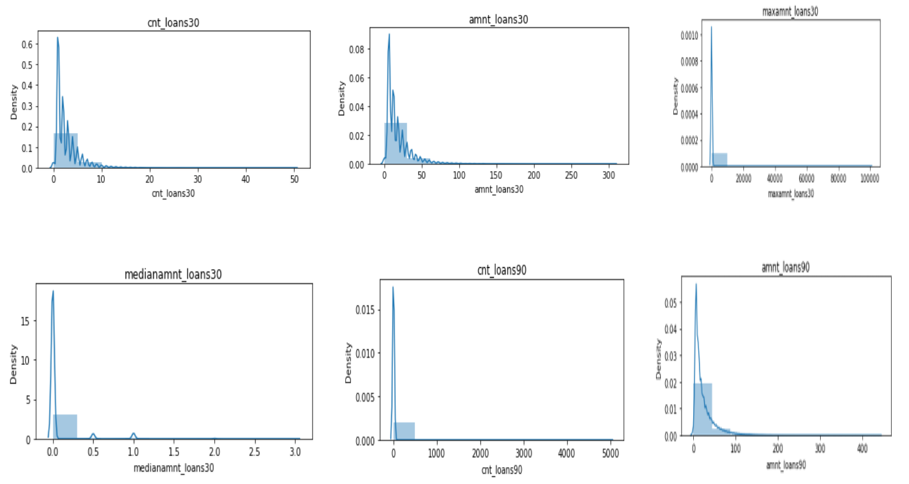 cnt_loans30
Density
0.6
0.5
0.4
0.3
0.2
0.1
0.0
0 10 20 30 40 50
cnt_loans30
amnt_loans30
Density
0.08
0.06
0.04
0.02
0.00
0 50 100 150 200 250 300
amnt_loans30
maxamnt_loans30
Density
0.0010
0.0008
0.0006
0.0004
0.0002
0.0000
0 20000 40000 60000 80000 100000
maxamnt_loans30
medianamnt_loans30
Density
15
10
5
0
0.0 0.5 1.0 1.5 2.0 2.5 3.0
medianamnt_loans30
cnt_loans90
Density
0.015
0.010
0.005
0.000
0 1000 2000 3000 4000 5000
cnt_loans90
amnt_loans90
Density
0.05
0.04
0.03
0.02
0.01
0.00
0 100 200 300 400
amnt_loans90